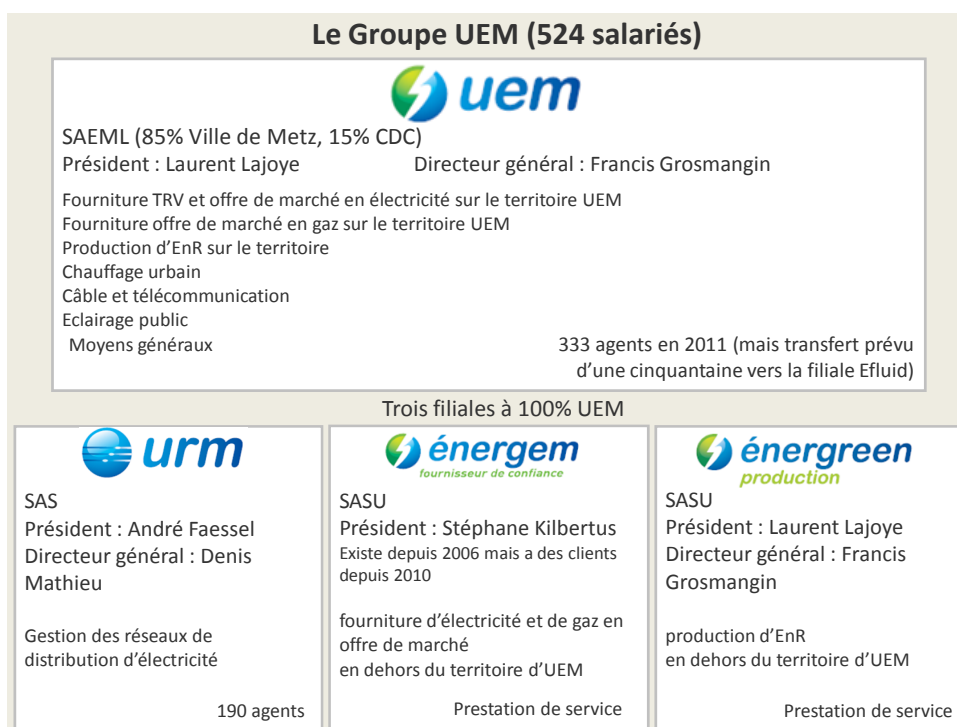 Le Groupe UEM (524 salariés)
uem
SAEML (85% Ville de Metz, 15% CDC)
Président : Laurent Lajoye Directeur général : Francis Grosmangin
Fourniture TRV et offre de marché en électricité sur le territoire UEM
Fourniture offre de marché en gaz sur le territoire UEM
Production d’EnR sur le territoire
Chauffage urbain
Câble et télécommunication
Eclairage public
Moyens généraux
333 agents en 2011 (mais transfert prévu
d’une cinquantaine vers la filiale Efluid)
Trois filiales à 100% UEM
urm
SAS
Président : André Faessel
Directeur général : Denis
Mathieu
Gestion des réseaux de
distribution d’électricité
190 agents
énergem
fournisseur de confiance
SASU
Président : Stéphane Kilbertus
Existe depuis 2006 mais a des clients
depuis 2010
fourniture d’électricité et de gaz en
offre de marché
en dehors du territoire d’UEM
Prestation de service
énergreen
production
SASU
Président : Laurent Lajoye
Directeur général : Francis
Grosmangin
production d’EnR
en dehors du territoire d’UEM
Prestation de service